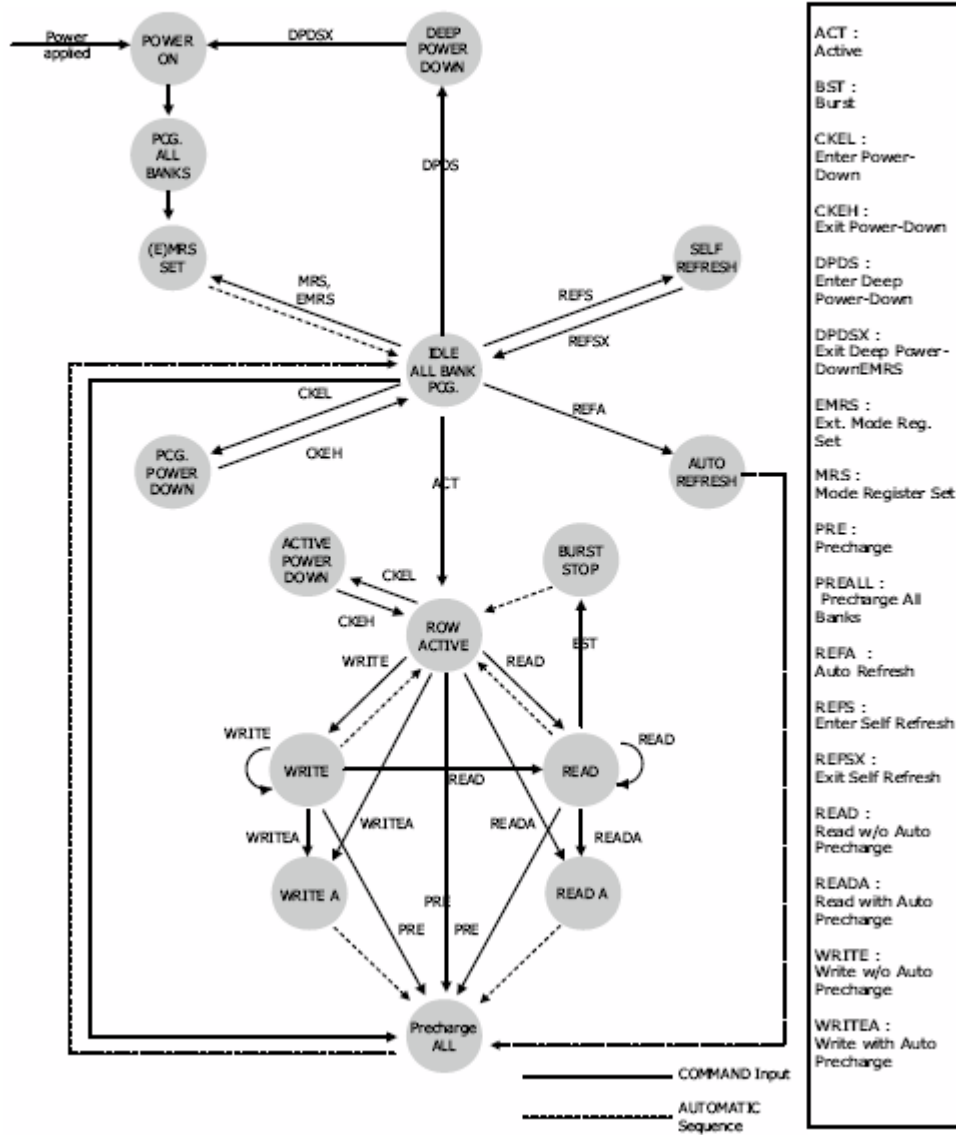 Power
applied
POWER
ON
DPDSX
DEEP
POWER
DOWN
PCG.
ALL
BANKS
DPDS
(E)MRS
SET
SELF
REFRESH
MRS,
EMRS
REFS
REFSX
IDLE
ALL BANK
PCG.
CKEL
REFA
CKEH
PCG.
POWER
DOWN
AUTO
REFRESH
ACT
ACTIVE
POWER
DOWN
BURST
STOP
CKEL
CKEH
ROW
ACTIVE
BST
WRITE
READ
WRITE
READ
WRITE
READ
READ
WRITEA
WRITEA
READA
READA
WRITE A
READ A
PRE
PRE
PRE
Precharge
ALL
COMMAND Input
AUTOMATIC
Sequence
ACT :
Active
BST :
Burst
CKEL :
Enter Power-
Down
CKEH :
Exit Power-Down
DPDS :
Enter Deep
Power-Down
DPDSX :
Exit Deep Power-
DownEMRS
EMRS :
Ext. Mode Reg.
Set
MRS :
Mode Register Set
PRE :
Precharge
PREALL :
Precharge All
Banks
REFA :
Auto Refresh
REFS :
Enter Self Refresh
REFSX :
Exit Self Refresh
READ :
Read w/o Auto
Precharge
READA :
Read with Auto
Precharge
WRITE :
Write w/o Auto
Precharge
WRITEA :
Write with Auto
Precharge